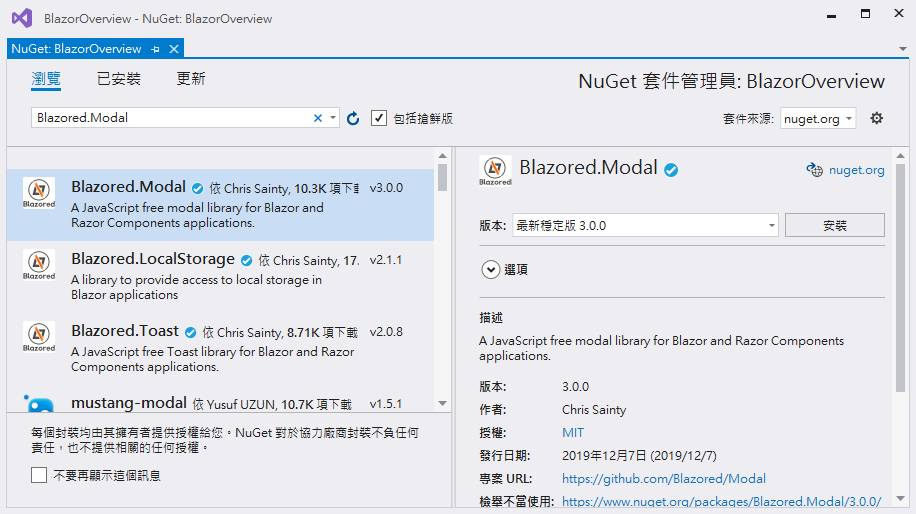 BlazorOverview - NuGet: BlazorOverview
NuGet: BlazorOverview
瀏覽 已安裝 更新
NuGet 套件管理員: BlazorOverview
Blazored.Modal
包括搶鮮版
套件來源: nuget.org
Blazored
Blazored.Modal 依 Chris Sainty, 10.3K 項下載 v3.0.0
A JavaScript free modal library for Blazor and
Razor Components applications.
Blazored
Blazored.LocalStorage 依 Chris Sainty, 17. v2.1.1
A library to provide access to local storage in
Blazor applications
Blazored
Blazored.Toast 依 Chris Sainty, 8.71K 項下載 v2.0.8
A JavaScript free Toast library for Blazor and Razor
Components applications.
mustang-modal 依 Yusuf UZUN, 10.7K 項下載 v1.5.1
每個封裝均由其擁有者提供授權給您。NuGet 對於協力廠商封裝不負任何
責任，也不提供相關的任何授權。
不要再顯示這個訊息
Blazored
Blazored.Modal
nuget.org
版本: 最新穩定版 3.0.0 安裝
選項
描述
A JavaScript free modal library for Blazor and Razor Components
applications.
版本: 3.0.0
作者: Chris Sainty
授權: MIT
發行日期: 2019年12月7日 (2019/12/7)
專案 URL: https://github.com/Blazored/Modal
檢舉不當使用: https://www.nuget.org/packages/Blazored.Modal/3.0.0/